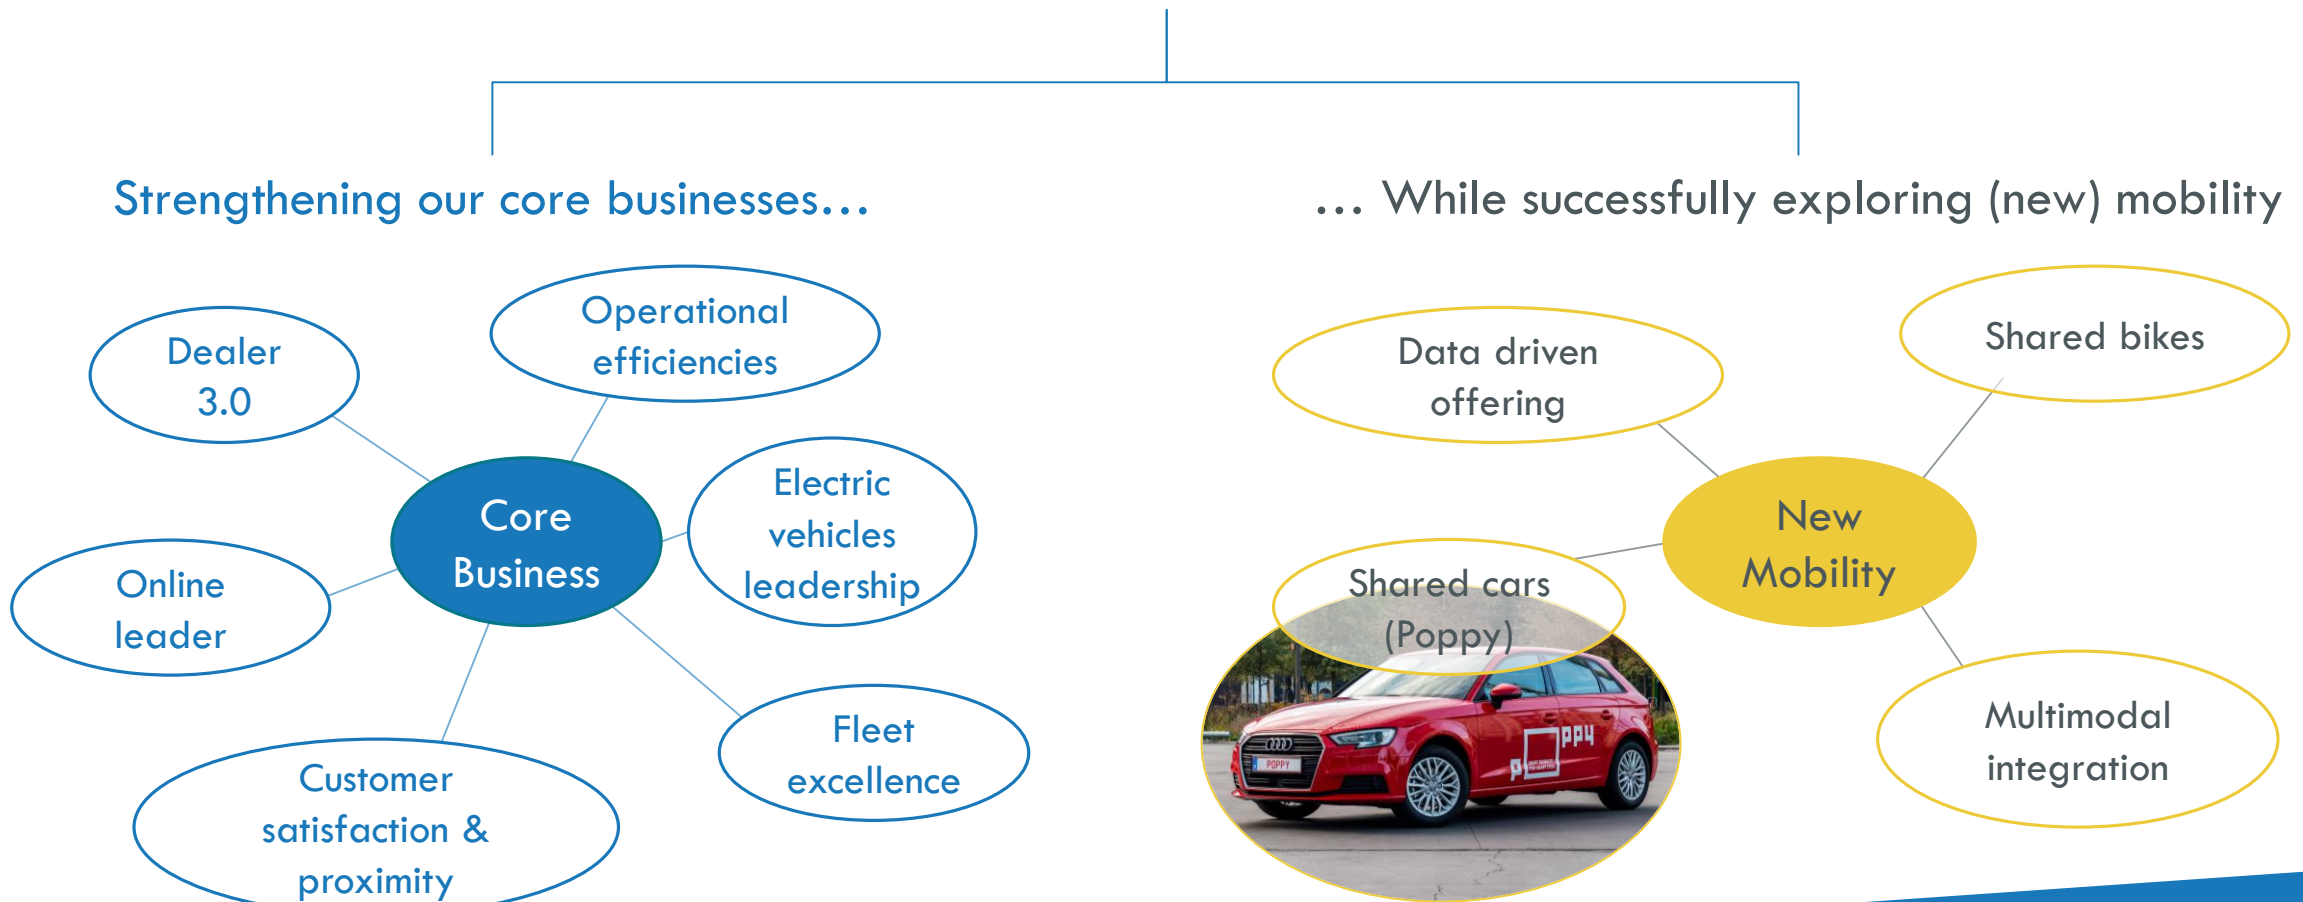 Strengthening our core businesses…
… While successfully exploring (new) mobility
Operational
efficiencies
Dealer
3.0
Electric
vehicles
leadership
Core
Business
Online
leader
Fleet
excellence
Customer
satisfaction &
proximity
Shared bikes
Data driven
offering
New
Mobility
Shared cars
(Poppy)
Multimodal
integration
POPPY
poppy